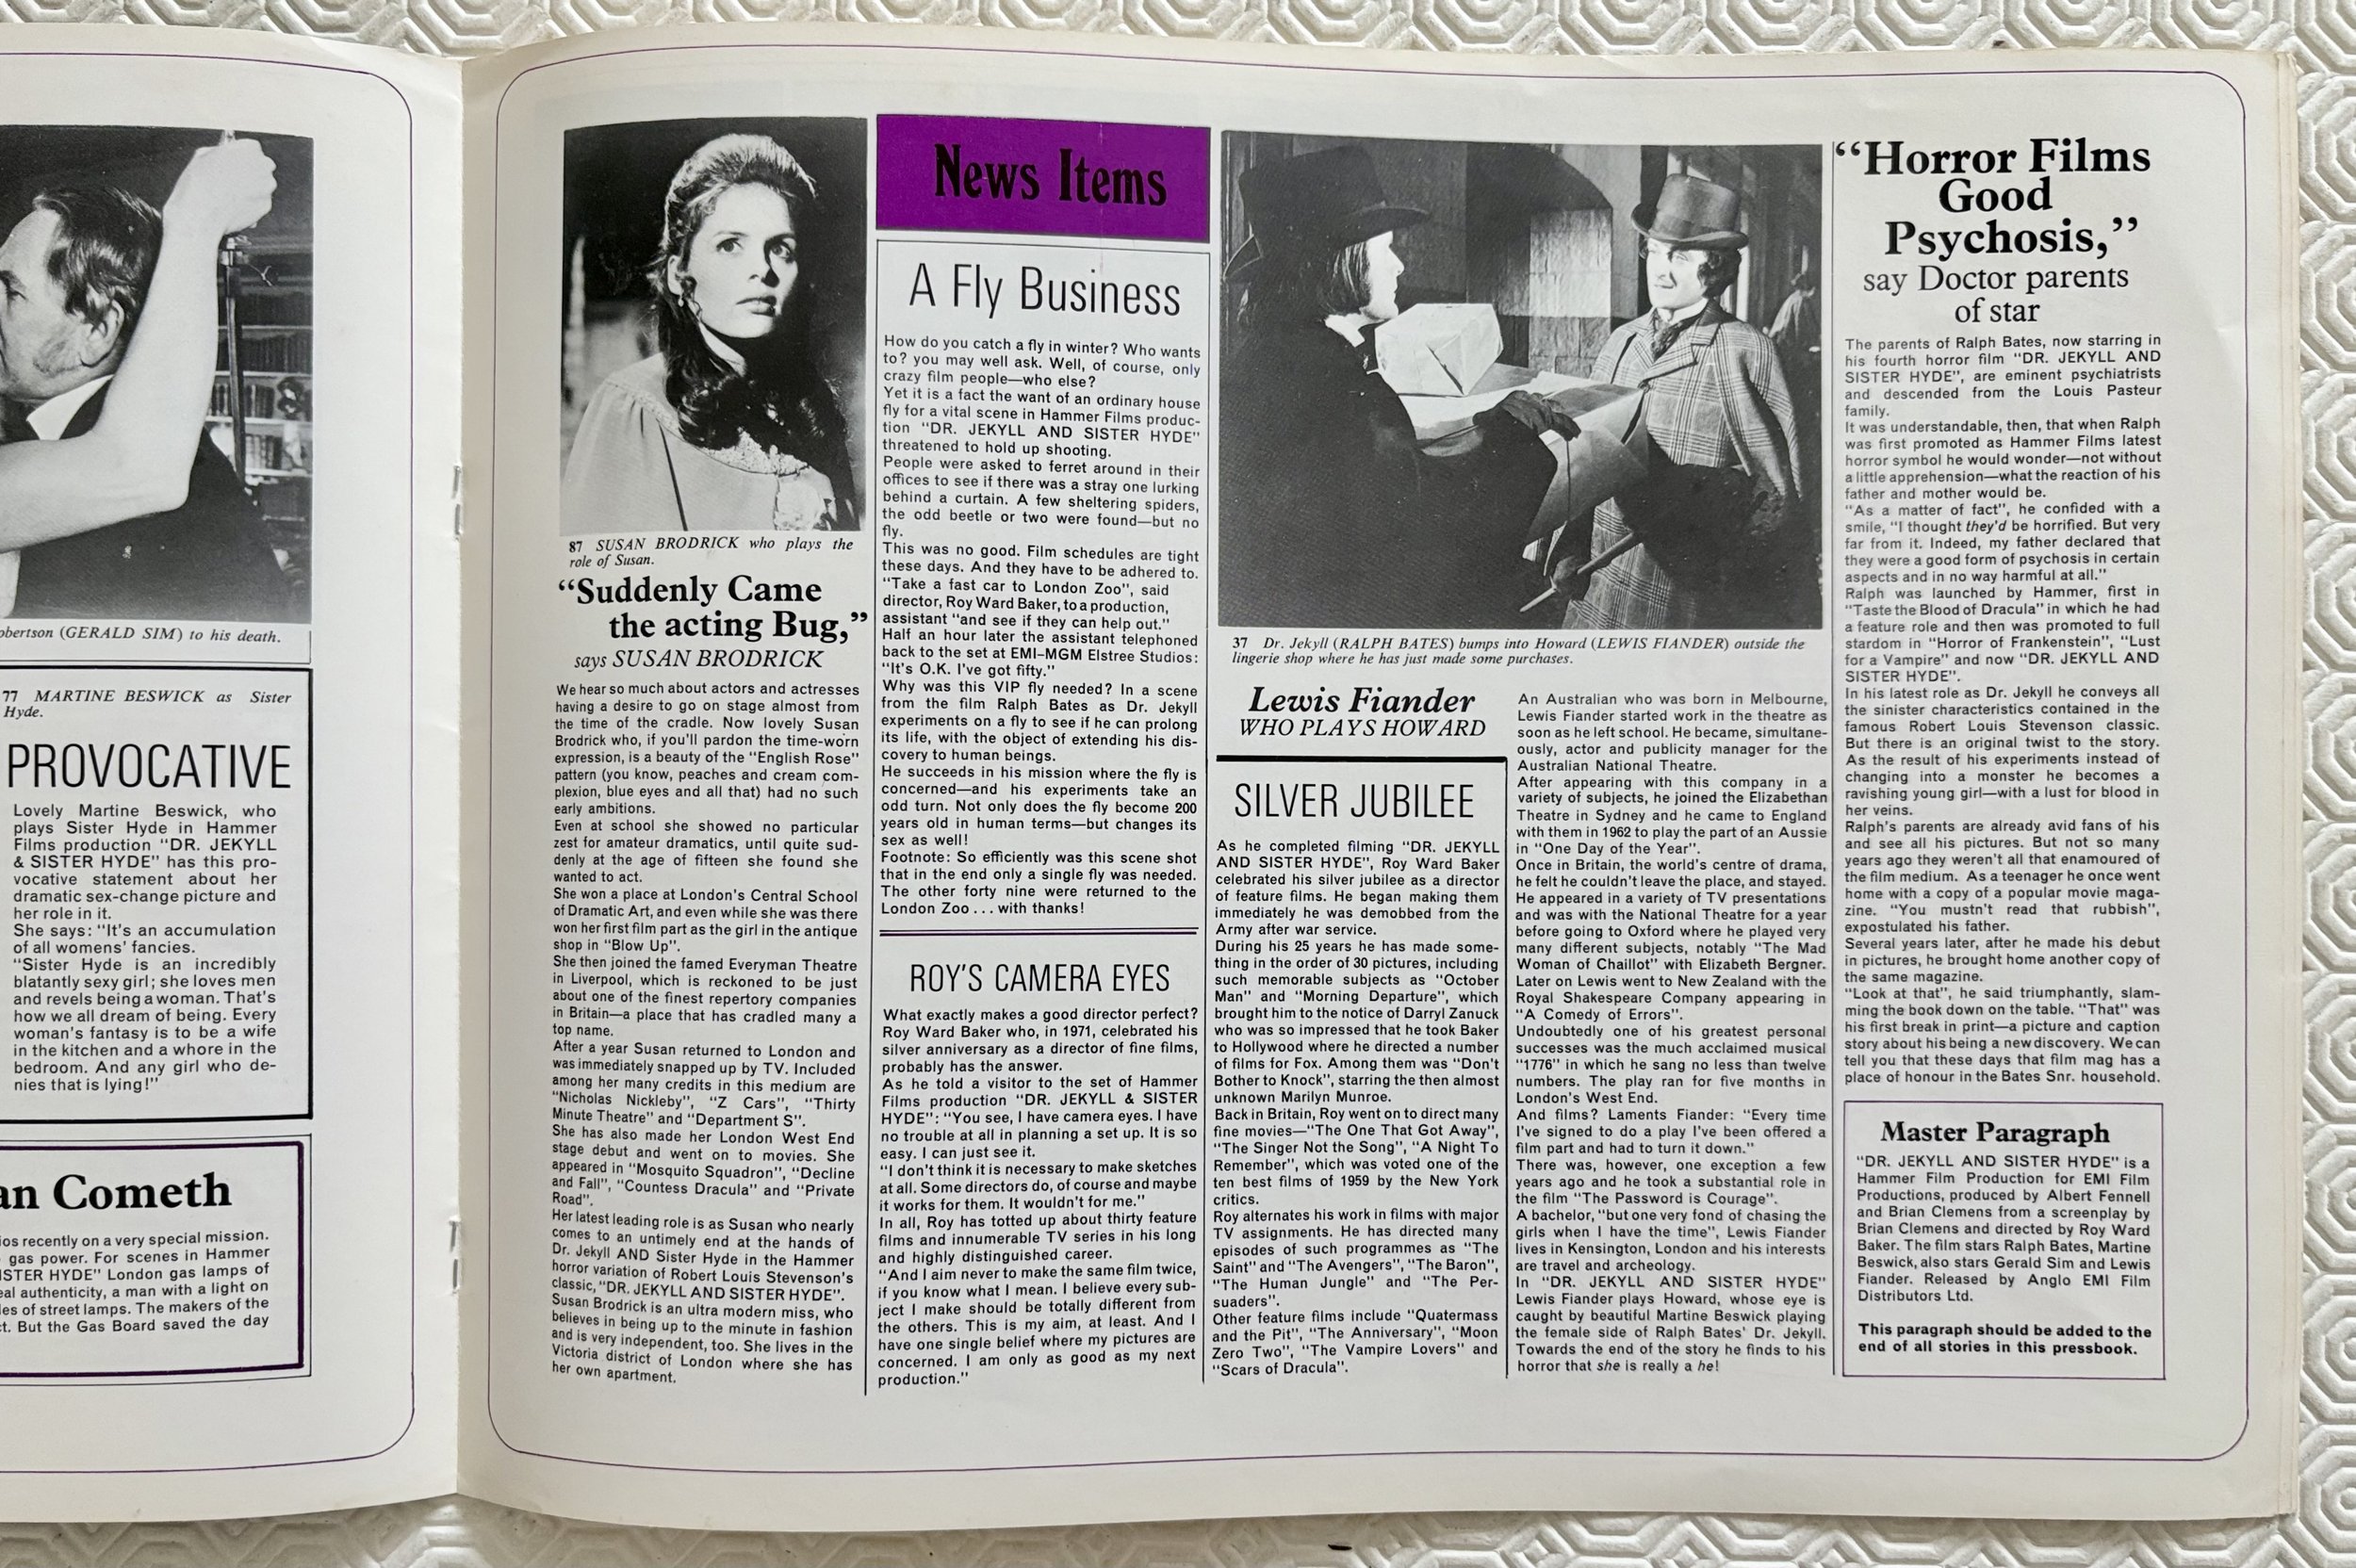 obertson (GERALD SIM) to his death.
77 MARTINE BESWICK as Sister
Hyde.
PROVOCATIVE
Lovely Martine Beswick, who
plays Sister Hyde in Hammer
Films production "DR. JEKYLL
& SISTER HYDE" has this pro-
vocative statement about her
dramatic sex-change picture and
her role in it.
She says: "It's an accumulation
of all womens' fancies.
"Sister Hyde is an incredibly
blatantly sexy girl; she loves men
and revels being a woman. That's
how we all dream of being. Every
woman's fantasy is to be a wife
in the kitchen and a whore in the
bedroom. And any girl who de-
nies that is lying!"
an Cometh
ios recently on a very special mission.
gas power. For scenes in Hammer
ISTER HYDE" London gas lamps of
eal authenticity, a man with a light on
les of street lamps. The makers of the
ct. But the Gas Board saved the day
87 SUSAN BRODRICK who plays the
role of Susan.
"Suddenly Came
the acting Bug,"
says SUSAN BRODRICK
We hear so much about actors and actresses
having a desire to go on stage almost from
the time of the cradle. Now lovely Susan
Brodrick who, if you'll pardon the time-worn
expression, is a beauty of the "English Rose"
pattern (you know, peaches and cream com-
plexion, blue eyes and all that) had no such
early ambitions.
Even at school she showed no particular
zest for amateur dramatics, until quite sud-
denly at the age of fifteen she found she
wanted to act.
She won a place at London's Central School
of Dramatic Art, and even while she was there
won her first film part as the girl in the antique
shop in "Blow Up".
She then joined the famed Everyman Theatre
in Liverpool, which is reckoned to be just
about one of the finest repertory companies
in Britain—a place that has cradled many a
top name.
After a year Susan returned to London and
was immediately snapped up by TV. Included
among her many credits in this medium are
"Nicholas Nickleby", "Z Cars", "Thirty
Minute Theatre" and "Department S".
She has also made her London West End
stage debut and went on to movies. She
appeared in "Mosquito Squadron", "Decline
and Fall", "Countess Dracula" and "Private
Road".
Her latest leading role is as Susan who nearly
comes to an untimely end at the hands of
Dr. Jekyll AND Sister Hyde in the Hammer
horror variation of Robert Louis Stevenson's
classic, "DR. JEKYLL AND SISTER HYDE".
Susan Brodrick is an ultra modern miss, who
believes in being up to the minute in fashion
and is very independent, too. She lives in the
Victoria district of London where she has
her own apartment.
News Items
A Fly Business
How do you catch a fly in winter? Who wants
to? you may well ask. Well, of course, only
crazy film people—who else?
Yet it is a fact the want of an ordinary house
fly for a vital scene in Hammer Films produc-
tion "DR. JEKYLL AND SISTER HYDE"
threatened to hold up shooting.
People were asked to ferret around in their
offices to see if there was a stray one lurking
behind a curtain. A few sheltering spiders,
the odd beetle or two were found—but no
fly.
This was no good. Film schedules are tight
these days. And they have to be adhered to.
"Take a fast car to London Zoo", said
director, Roy Ward Baker, to a production,
assistant "and see if they can help out."
Half an hour later the assistant telephoned
back to the set at EMI-MGM Elstree Studios:
"It's O.K. I've got fifty."
Why was this VIP fly needed? In a scene
from the film Ralph Bates as Dr. Jekyll
experiments on a fly to see if he can prolong
its life, with the object of extending his dis-
covery to human beings.
He succeeds in his mission where the fly is
concerned—and his experiments take an
odd turn. Not only does the fly become 200
years old in human terms—but changes its
sex as well!
Footnote: So efficiently was this scene shot
that in the end only a single fly was needed.
The other forty nine were returned to the
London Zoo . . . with thanks!
ROY'S CAMERA EYES
What exactly makes a good director perfect?
Roy Ward Baker who, in 1971, celebrated his
silver anniversary as a director of fine films,
probably has the answer.
As he told a visitor to the set of Hammer
Films production "DR. JEKYLL & SISTER
HYDE": "You see, I have camera eyes. I have
no trouble at all in planning a set up. It is so
easy. I can just see it.
"I don't think it is necessary to make sketches
at all. Some directors do, of course and maybe
it works for them. It wouldn't for me."
In all, Roy has totted up about thirty feature
films and innumerable TV series in his long
and highly distinguished career.
"And I aim never to make the same film twice,
if you know what I mean. I believe every sub-
ject I make should be totally different from
the others. This is my aim, at least. And I
have one single belief where my pictures are
concerned. I am only as good as my next
production."
37 Dr. Jekyll (RALPH BATES) bumps into Howard (LEWIS FIANDER) outside the
lingerie shop where he has just made some purchases.
Lewis Fiander
WHO PLAYS HOWARD
SILVER JUBILEE
As he completed filming "DR. JEKYLL
AND SISTER HYDE", Roy Ward Baker
celebrated his silver jubilee as a director
of feature films. He began making them
immediately he was demobbed from the
Army after war service.
During his 25 years he has made some-
thing in the order of 30 pictures, including
such memorable subjects as "October
Man" and "Morning Departure", which
brought him to the notice of Darryl Zanuck
who was so impressed that he took Baker
to Hollywood where he directed a number
of films for Fox. Among them was "Don't
Bother to Knock", starring the then almost
unknown Marilyn Munroe.
Back in Britain, Roy went on to direct many
fine movies—"The One That Got Away",
"The Singer Not the Song", "A Night To
Remember", which was voted one of the
ten best films of 1959 by the New York
critics.
Roy alternates his work in films with major
TV assignments. He has directed many
episodes of such programmes as "The
Saint" and "The Avengers", "The Baron",
"The Human Jungle" and "The Per-
suaders".
Other feature films include "Quatermass
and the Pit", "The Anniversary", "Moon
Zero Two", "The Vampire Lovers" and
"Scars of Dracula".
An Australian who was born in Melbourne,
Lewis Fiander started work in the theatre as
soon as he left school. He became, simultane-
ously, actor and publicity manager for the
Australian National Theatre.
After appearing with this company in a
variety of subjects, he joined the Elizabethan
Theatre in Sydney and he came to England
with them in 1962 to play the part of an Aussie
in "One Day of the Year".
Once in Britain, the world's centre of drama,
he felt he couldn't leave the place, and stayed.
He appeared in a variety of TV presentations
and was with the National Theatre for a year
before going to Oxford where he played very
many different subjects, notably "The Mad
Woman of Chaillot" with Elizabeth Bergner.
Later on Lewis went to New Zealand with the
Royal Shakespeare Company appearing in
"A Comedy of Errors".
Undoubtedly one of his greatest personal
successes was the much acclaimed musical
"1776" in which he sang no less than twelve
numbers. The play ran for five months in
London's West End.
And films? Laments Fiander: "Every time
I've signed to do a play I've been offered a
film part and had to turn it down."
There was, however, one exception a few
years ago and he took a substantial role in
the film "The Password is Courage".
A bachelor, "but one very fond of chasing the
girls when I have the time", Lewis Fiander
lives in Kensington, London and his interests
are travel and archeology.
In "DR. JEKYLL AND SISTER HYDE"
Lewis Fiander plays Howard, whose eye is
caught by beautiful Martine Beswick playing
the female side of Ralph Bates' Dr. Jekyll.
Towards the end of the story he finds to his
horror that she is really a he!
"Horror Films
Good
Psychosis,"
say Doctor parents
of star
The parents of Ralph Bates, now starring in
his fourth horror film "DR. JEKYLL AND
SISTER HYDE", are eminent psychiatrists
and descended from the Louis Pasteur
family.
It was understandable, then, that when Ralph
was first promoted as Hammer Films latest
horror symbol he would wonder—not without
a little apprehension—what the reaction of his
father and mother would be.
"As a matter of fact", he confided with a
smile, "I thought they'd be horrified. But very
far from it. Indeed, my father declared that
they were a good form of psychosis in certain
aspects and in no way harmful at all."
Ralph was launched by Hammer, first in
"Taste the Blood of Dracula" in which he had
a feature role and then was promoted to full
stardom in "Horror of Frankenstein", "Lust
for a Vampire" and now "DR. JEKYLL AND
SISTER HYDE".
In his latest role as Dr. Jekyll he conveys all
the sinister characteristics contained in the
famous Robert Louis Stevenson classic.
But there is an original twist to the story.
As the result of his experiments instead of
changing into a monster he becomes a
ravishing young girl—with a lust for blood in
her veins.
Ralph's parents are already avid fans of his
and see all his pictures. But not so many
years ago they weren't all that enamoured of
the film medium. As a teenager he once went
home with a copy of a popular movie maga-
zine. "You mustn't read that rubbish",
expostulated his father.
Several years later, after he made his debut
in pictures, he brought home another copy of
the same magazine.
"Look at that", he said triumphantly, slam-
ming the book down on the table. "That" was
his first break in print—a picture and caption
story about his being a new discovery. We can
tell you that these days that film mag has a
place of honour in the Bates Snr. household.
Master Paragraph
"DR. JEKYLL AND SISTER HYDE" is a
Hammer Film Production for EMI Film
Productions, produced by Albert Fennell
and Brian Clemens from a screenplay by
Brian Clemens and directed by Roy Ward
Baker. The film stars Ralph Bates, Martine
Beswick, also stars Gerald Sim and Lewis
Fiander. Released by Anglo EMI Film
Distributors Ltd.
This paragraph should be added to the
end of all stories in this pressbook.